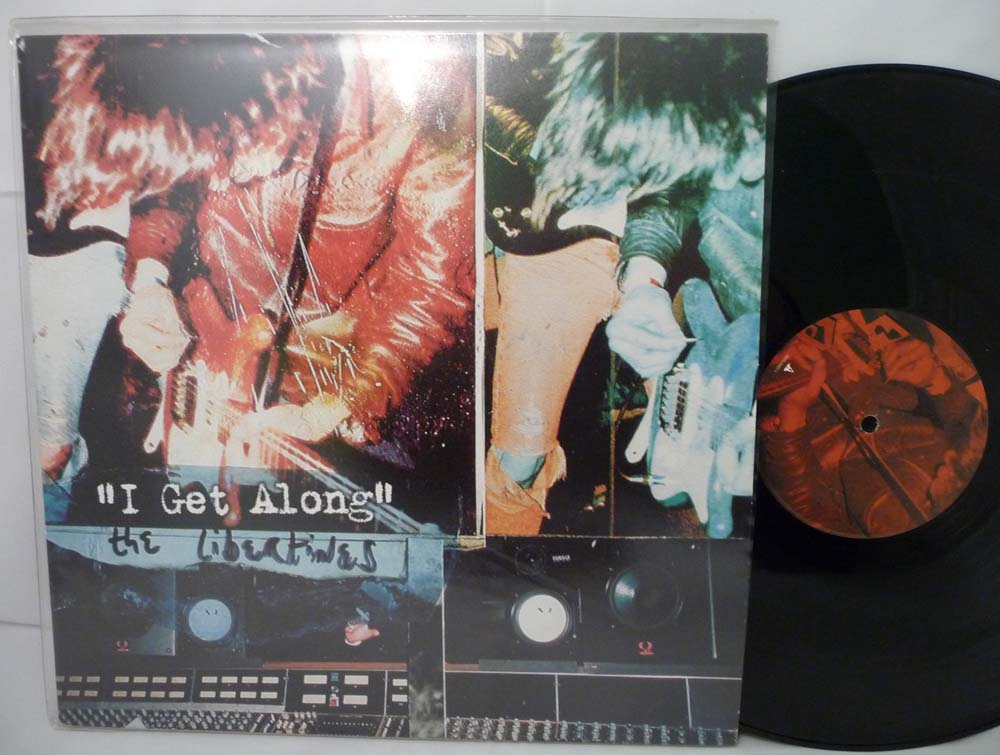 "I Get Along"
the Libertines